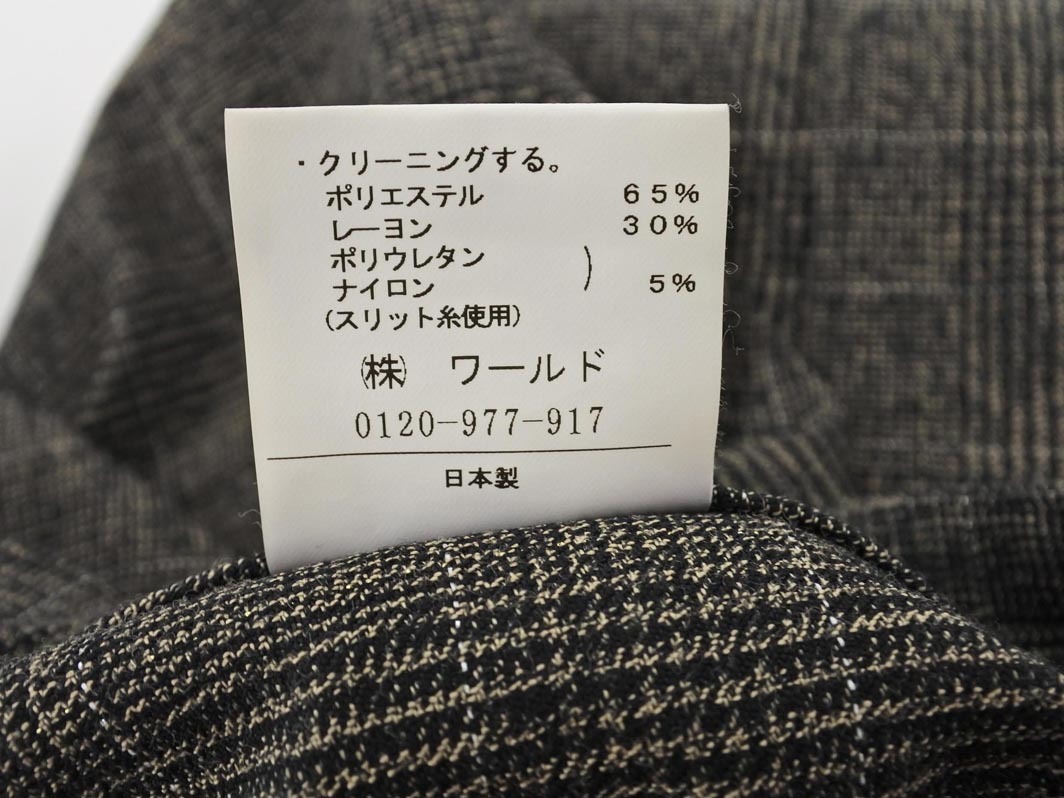 ・クリーニングする。
ポリエステル 65%
レーヨン 30%
ポリウレタン )
ナイロン 5%
(スリット糸使用)
㈱ ワールド
0120-977-917
日本製